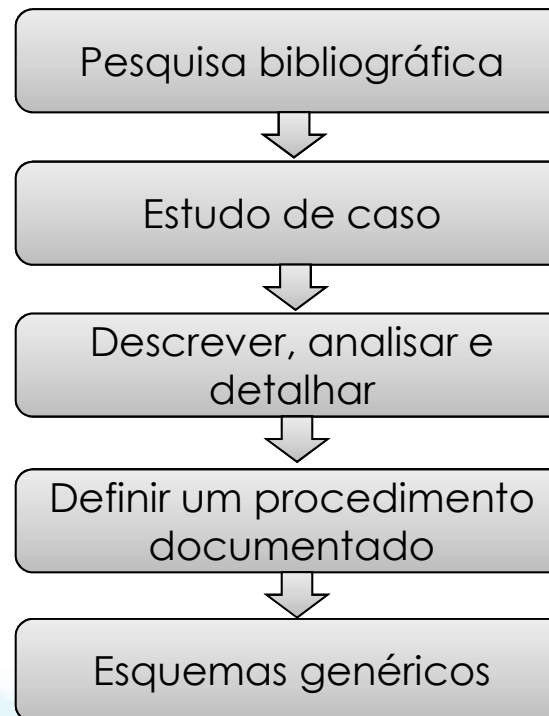 Pesquisa bibliográfica
Estudo de caso
Descrever, analisar e
detalhar
Definir um procedimento
documentado
Esquemas genéricos